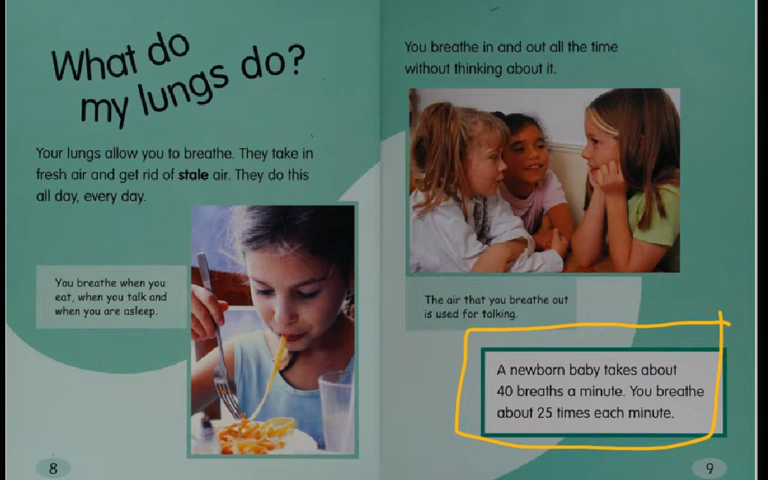 What do
my lungs do?
Your lungs allow you to breathe. They take in
fresh air and get rid of stale air. They do this
all day, every day.
You breathe when you
eat, when you talk and
when you are asleep.
8
You breathe in and out all the time
without thinking about it.
The air that you breathe out
is used for talking.
A newborn baby takes about
40 breaths a minute. You breathe
about 25 times each minute.
9